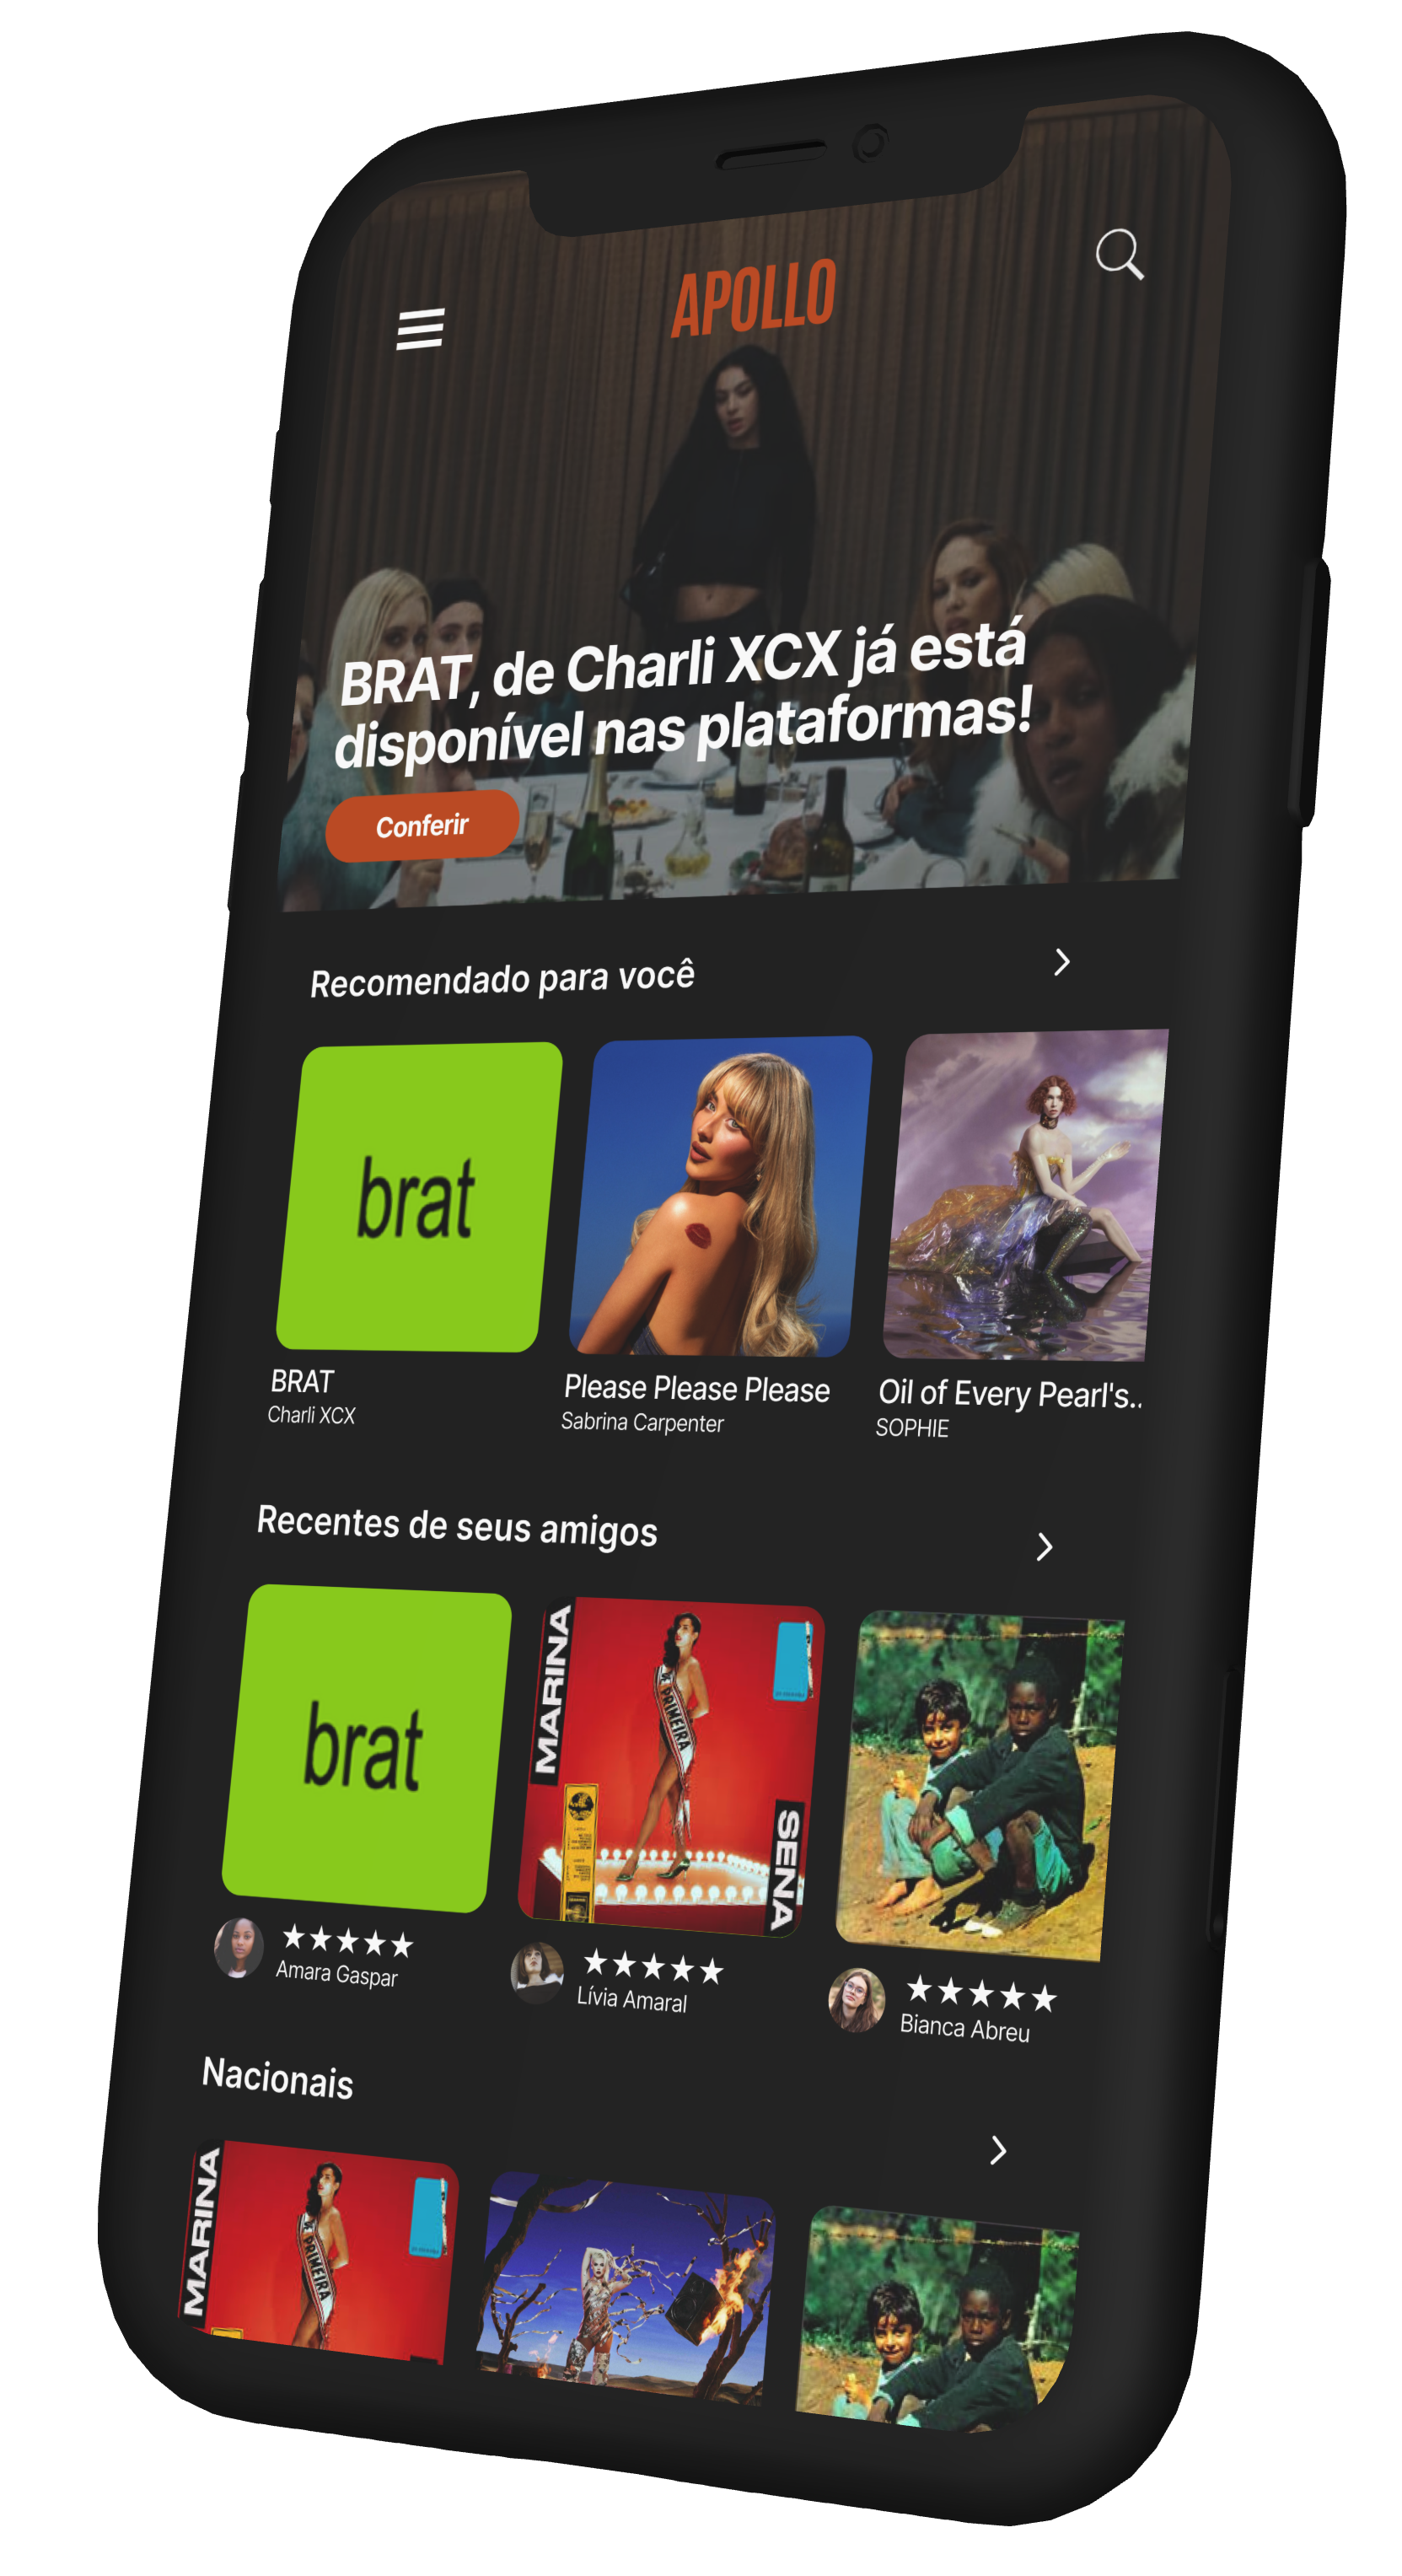 APOLLO
BRAT, de Charli XCX já está
disponível nas plataformas!
Conferir
Recomendado para você
brat
BRAT
Charli XCX
Please Please Please
Sabrina Carpenter
Oil of Every Pearl's..
SOPHIE
Recentes de seus amigos
brat
MARINA
PRIMEIRA
SENA
★★★★★
Amara Gaspar
★★★★★
Lívia Amaral
★★★★★
Bianca Abreu
Nacionais
MARINA
PRIMEIRA